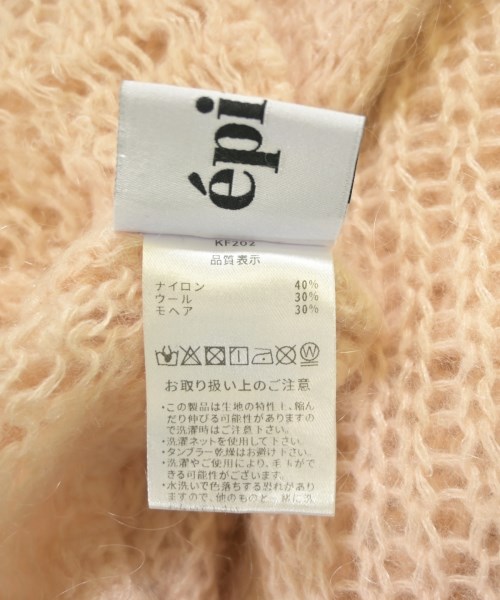 épi
KF202
品質表示
ナイロン 40%
ウール 30%
モヘア 30%
お取り扱い上のご注意
・この製品は生地の特性上、縮ん
だり伸びる可能性がありますの
で洗濯時はご注意下さい。
・洗濯ネットを使用して下さい。
・タンブラー乾燥はお避け下さい。
・洗濯やご使用により、毛玉がで
きる可能性がございます。
・水洗いで色落ちする恐れがあり
ますので、他のものと一緒に洗